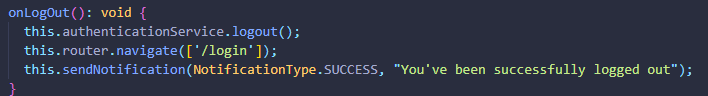 onLogOut(): void {
  this.authenticationService.logout();
  this.router.navigate(['/login']);
  this.sendNotification(NotificationType.SUCCESS, "You've been successfully logged out");
}